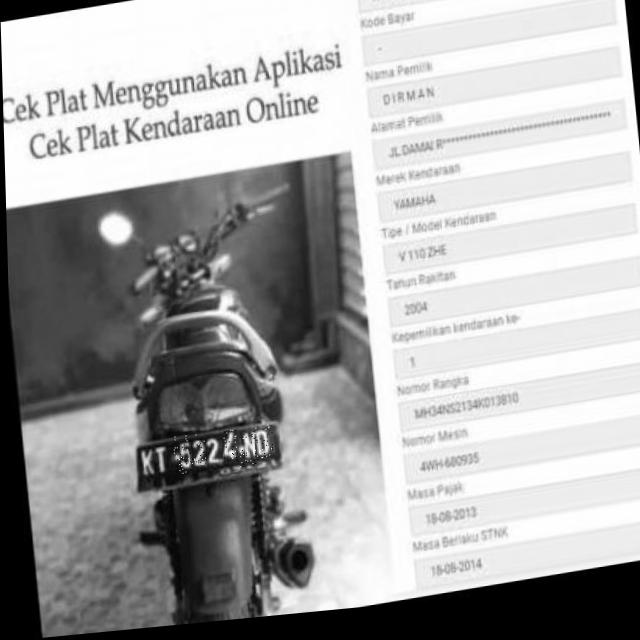 Cek Plat Menggunakan Aplikasi
Cek Plat Kendaraan Online
KT 5224 ND
Kode Bayar
-
Nama Pemilik
DIRMAN
Alamat Pemilik
JL.DAMAI R**************************************************
Merek Kendaraan
YAMAHA
Tipe / Model Kendaraan
V 110 ZHE
Tahun Rakitan
2004
Kepemilikan kendaraan ke-
1
Nomor Rangka
MH34NS2134K013810
Nomor Mesin
4WH-680935
Masa Pajak
18-08-2013
Masa Berlaku STNK
18-08-2014